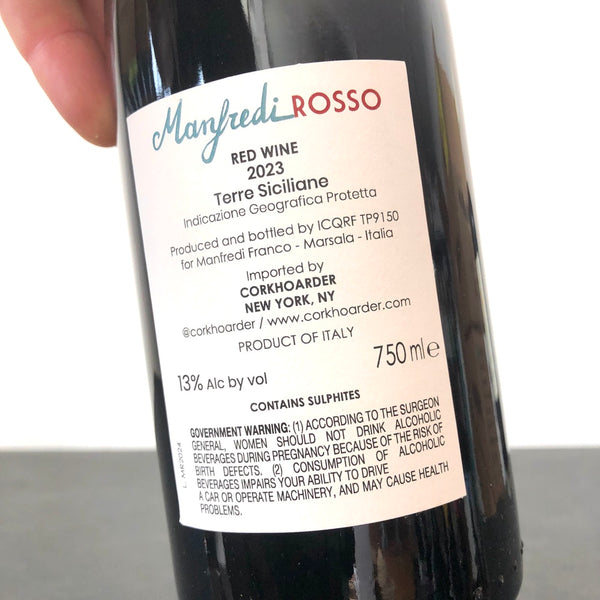 Manfredi ROSSO
RED WINE
2023
Terre Siciliane
Indicazione Geografica Protetta
Produced and bottled by ICQRF TP9150
for Manfredi Franco - Marsala - Italia
Imported by
CORKHOARDER
NEW YORK, NY
@corkhoarder / www.corkhoarder.com
PRODUCT OF ITALY
750 ml e
13% Alc by vol
CONTAINS SULPHITES
GOVERNMENT WARNING: (1) ACCORDING TO THE SURGEON
GENERAL, WOMEN SHOULD NOT DRINK ALCOHOLIC
BEVERAGES DURING PREGNANCY BECAUSE OF THE RISK OF
BIRTH DEFECTS. (2) CONSUMPTION OF ALCOHOLIC
BEVERAGES IMPAIRS YOUR ABILITY TO DRIVE
A CAR OR OPERATE MACHINERY, AND MAY CAUSE HEALTH
PROBLEMS.
L. MR2024